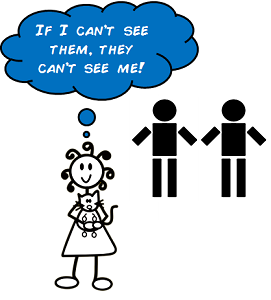 If I can't see
them, they
can't see me!